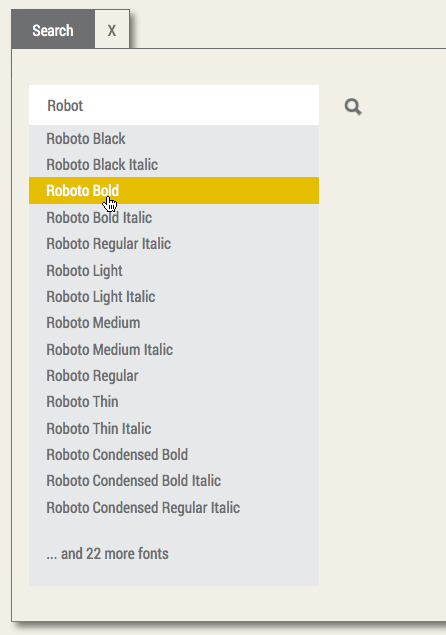 Search X
Robot
Roboto Black
Roboto Black Italic
Roboto Bold
Roboto Bold Italic
Roboto Regular Italic
Roboto Light
Roboto Light Italic
Roboto Medium
Roboto Medium Italic
Roboto Regular
Roboto Thin
Roboto Thin Italic
Roboto Condensed Bold
Roboto Condensed Bold Italic
Roboto Condensed Regular Italic
... and 22 more fonts